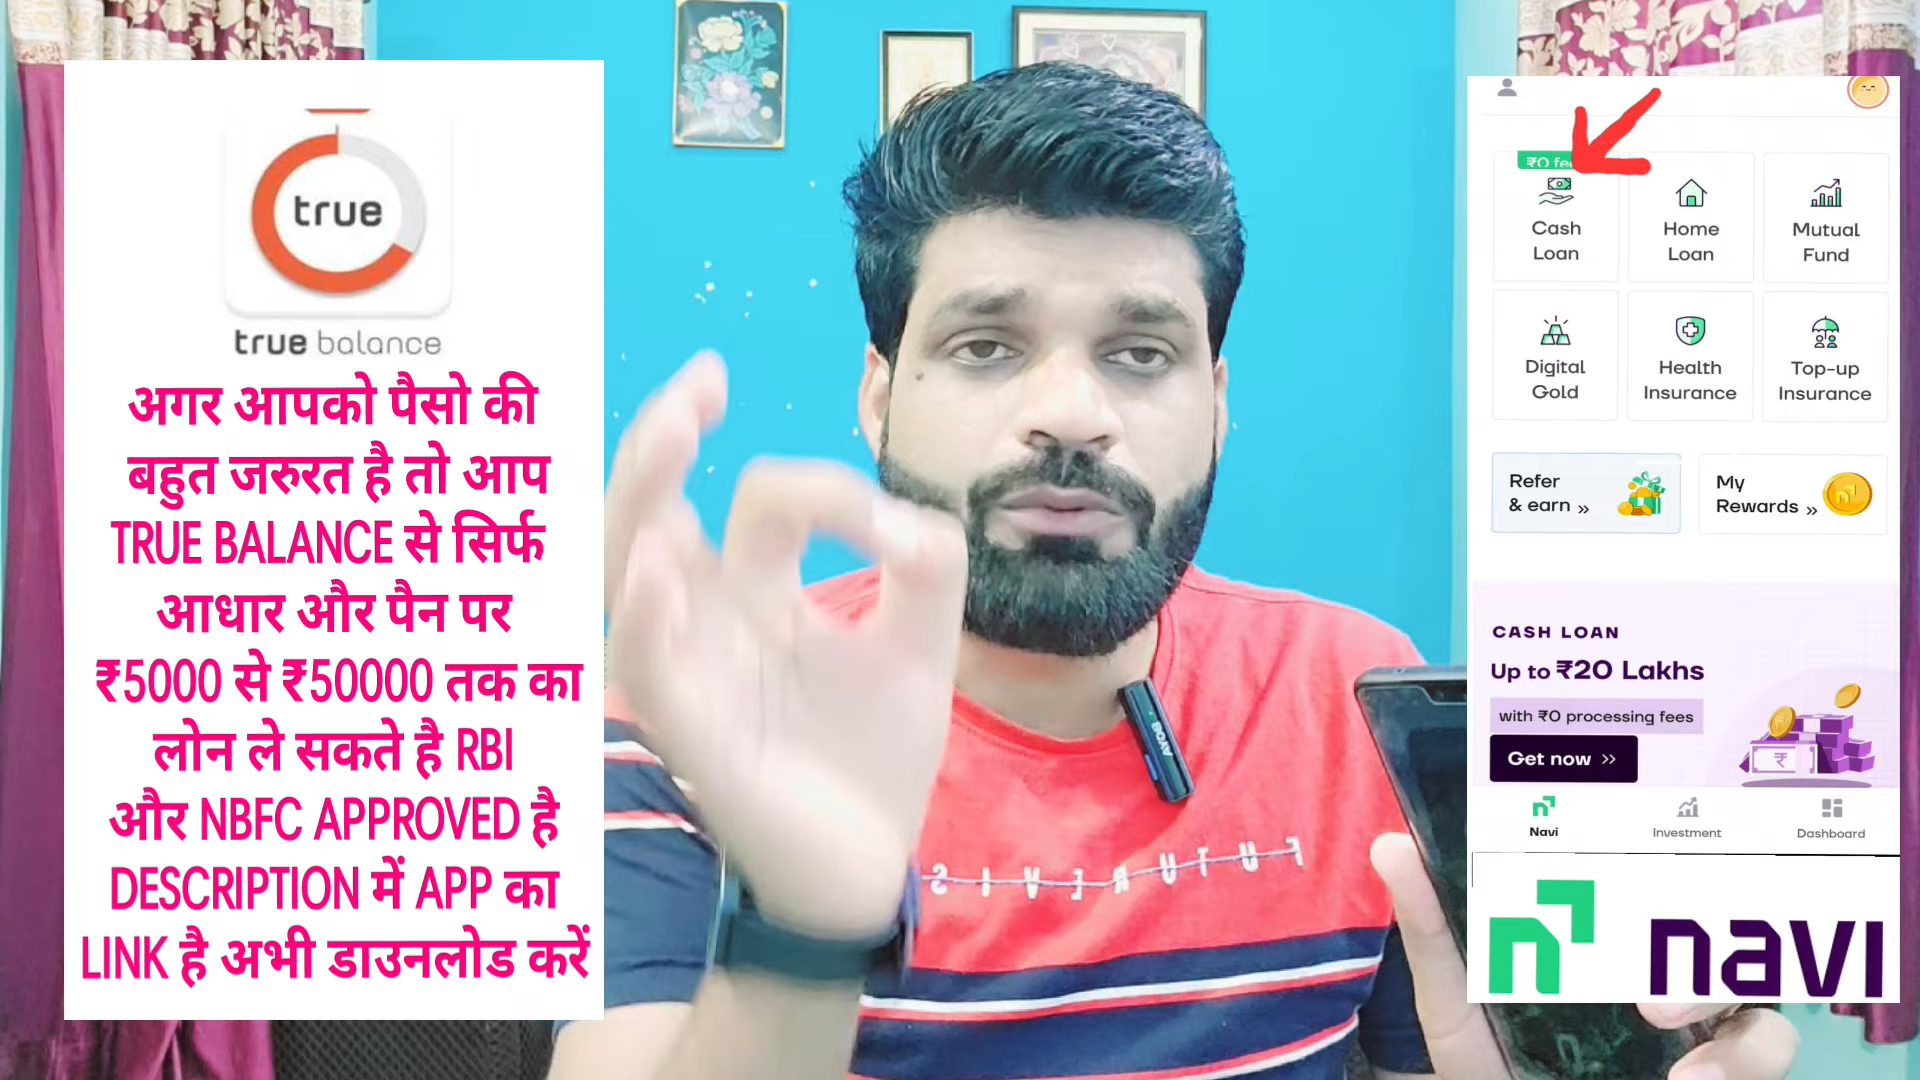 true
true balance
अगर आपको पैसो की
बहुत जरुरत है तो आप
TRUE BALANCE से सिर्फ
आधार और पैन पर
₹5000 से ₹50000 तक का
लोन ले सकते है RBI
और NBFC APPROVED है
DESCRIPTION में APP का
LINK है अभी डाउनलोड करें
AYOB
FUTUREVIS
₹0 fe
Cash
Loan
Home
Loan
Mutual
Fund
Digital
Gold
Health
Insurance
Top-up
Insurance
Refer
& earn »
My
Rewards »
CASH LOAN
Up to ₹20 Lakhs
with ₹0 processing fees
Get now »
Navi
Investment
Dashboard
navi